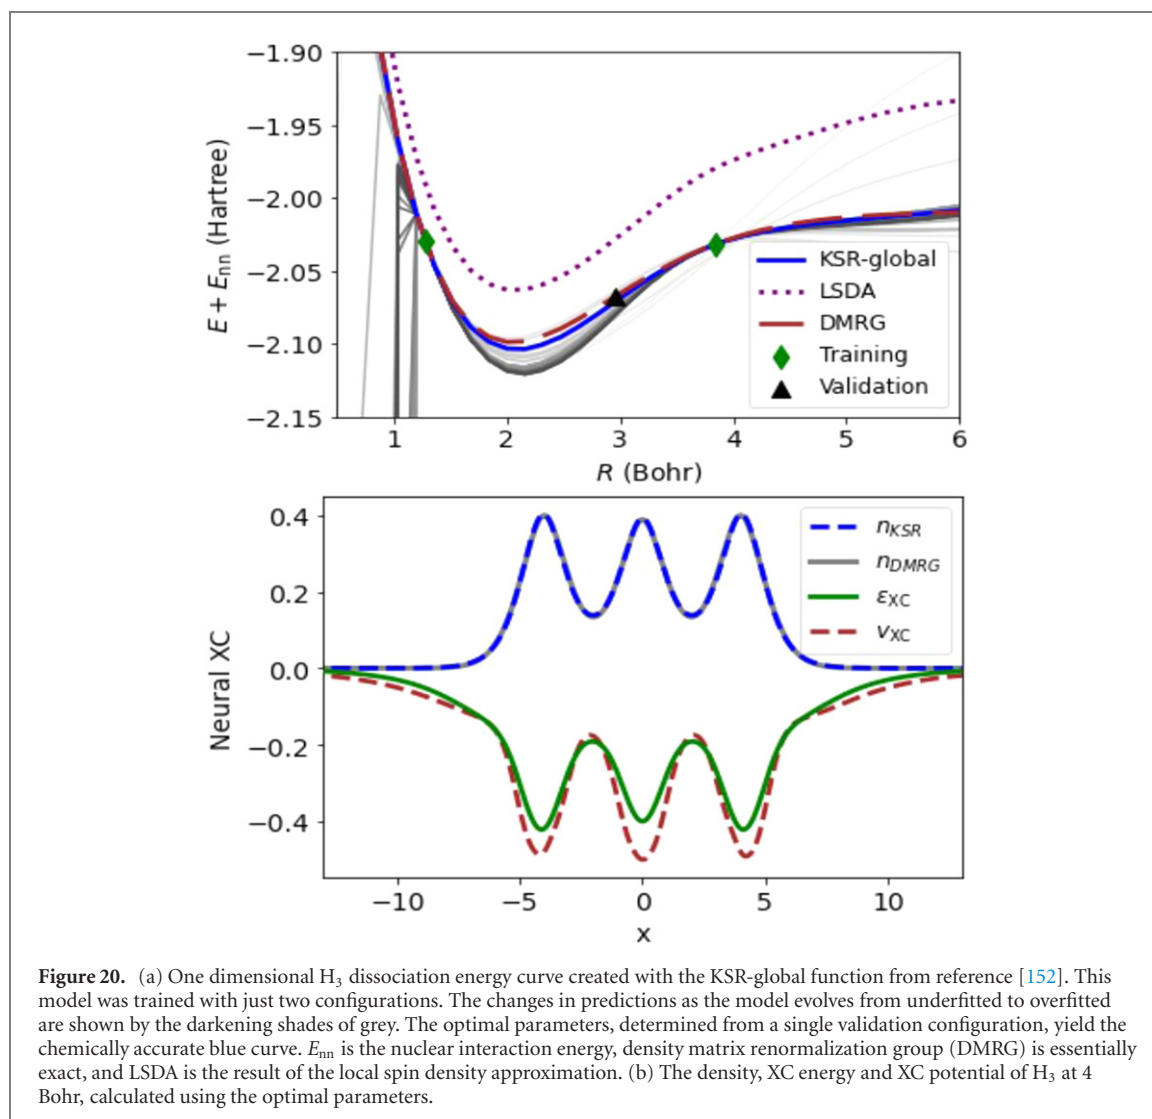 −1.90
−1.95
−2.00
−2.05
−2.10
−2.15
E + Enn (Hartree)
KSR-global
LSDA
DMRG
Training
Validation
1 2 3 4 5 6
R (Bohr)
0.4
0.2
0.0
−0.2
−0.4
Neural XC
nKSR
nDMRG
εXC
vXC
−10 −5 0 5 10
x
Figure 20. (a) One dimensional H3 dissociation energy curve created with the KSR-global function from reference [152]. This
model was trained with just two configurations. The changes in predictions as the model evolves from underfitted to overfitted
are shown by the darkening shades of grey. The optimal parameters, determined from a single validation configuration, yield the
chemically accurate blue curve. Enn is the nuclear interaction energy, density matrix renormalization group (DMRG) is essentially
exact, and LSDA is the result of the local spin density approximation. (b) The density, XC energy and XC potential of H3 at 4
Bohr, calculated using the optimal parameters.